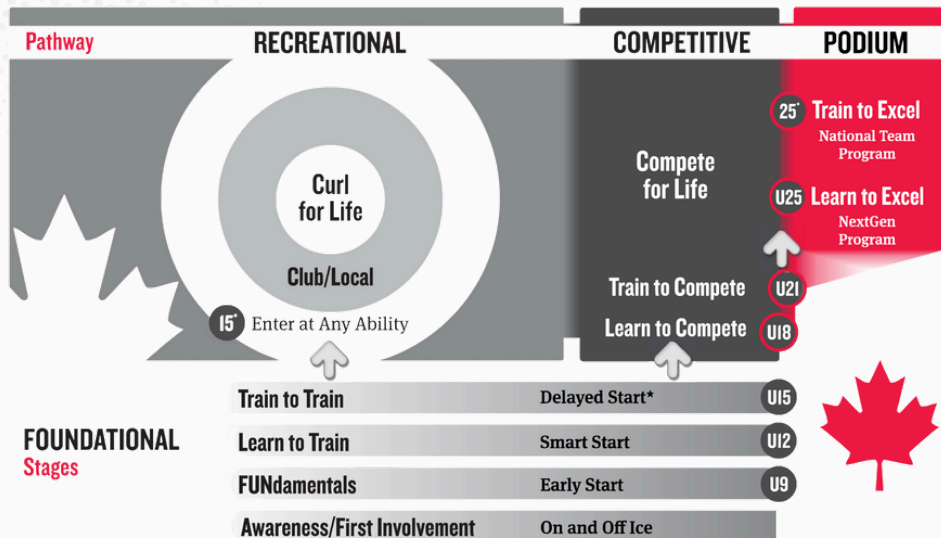 Pathway
RECREATIONAL
COMPETITIVE
PODIUM
Curl
for Life
Club/Local
15+ Enter at Any Ability
Compete
for Life
Train to Compete U21
Learn to Compete U18
25+ Train to Excel
National Team
Program
U25 Learn to Excel
NextGen
Program
FOUNDATIONAL
Stages
Train to Train Delayed Start* U15
Learn to Train Smart Start U12
FUNdamentals Early Start U9
Awareness/First Involvement On and Off Ice